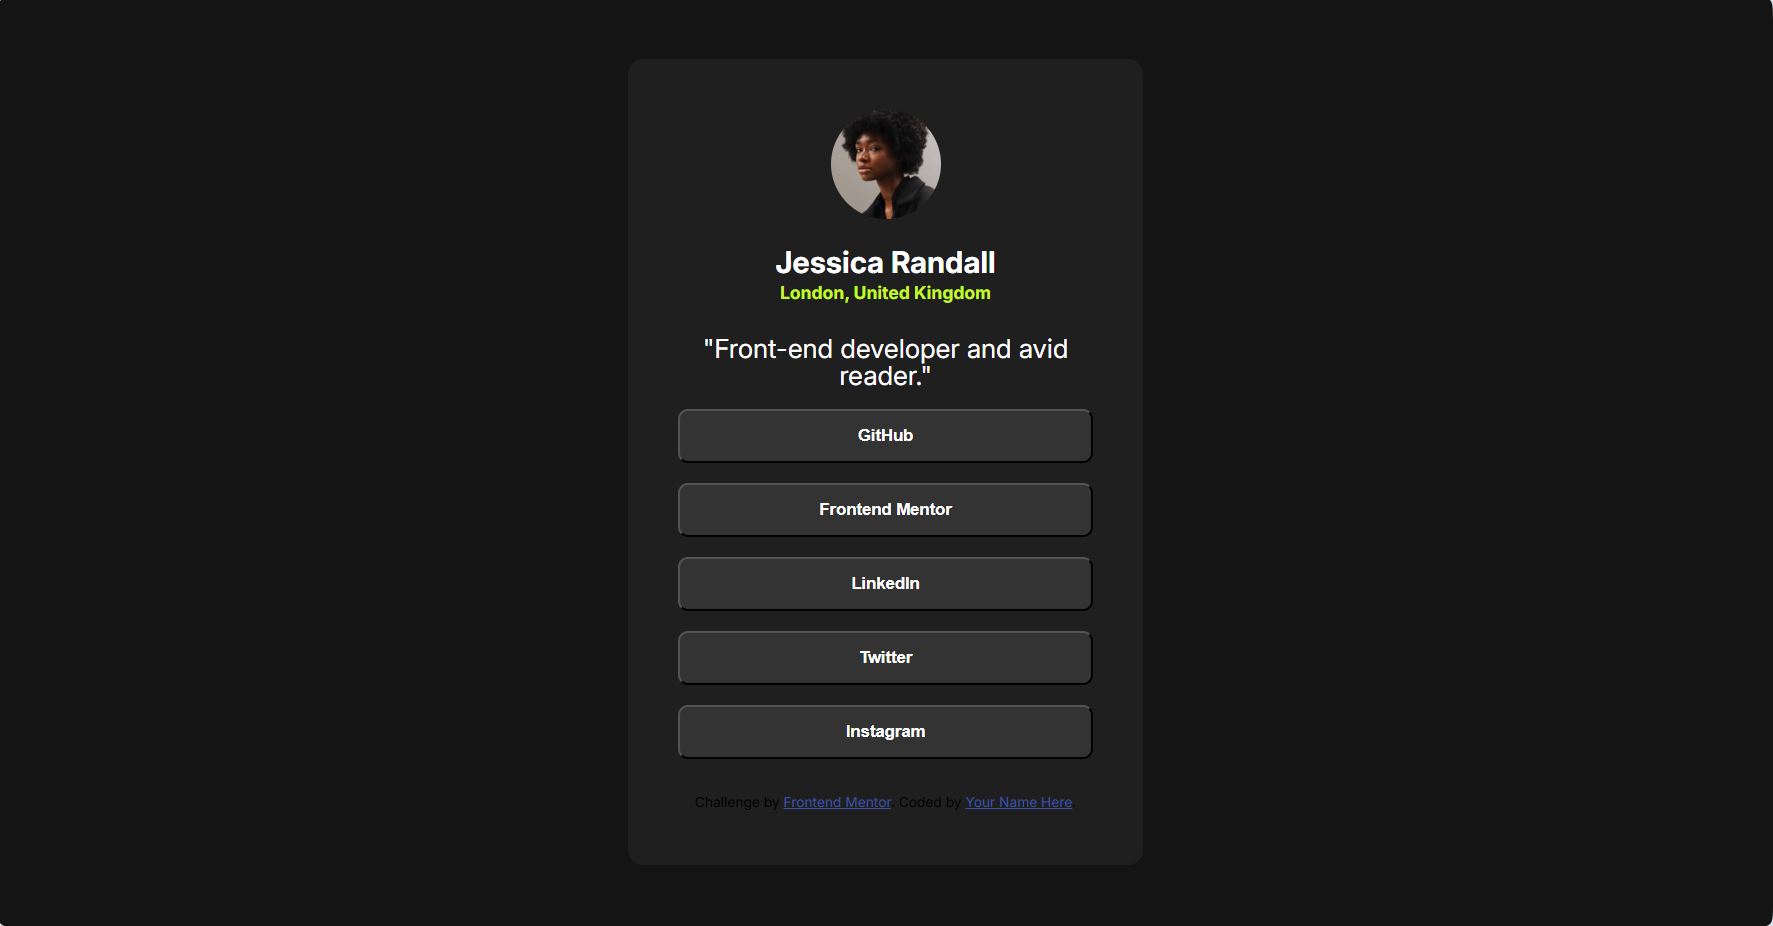 Jessica Randall
London, United Kingdom
"Front-end developer and avid
reader."
GitHub
Frontend Mentor
LinkedIn
Twitter
Instagram
Challenge by Frontend Mentor. Coded by Your Name Here.